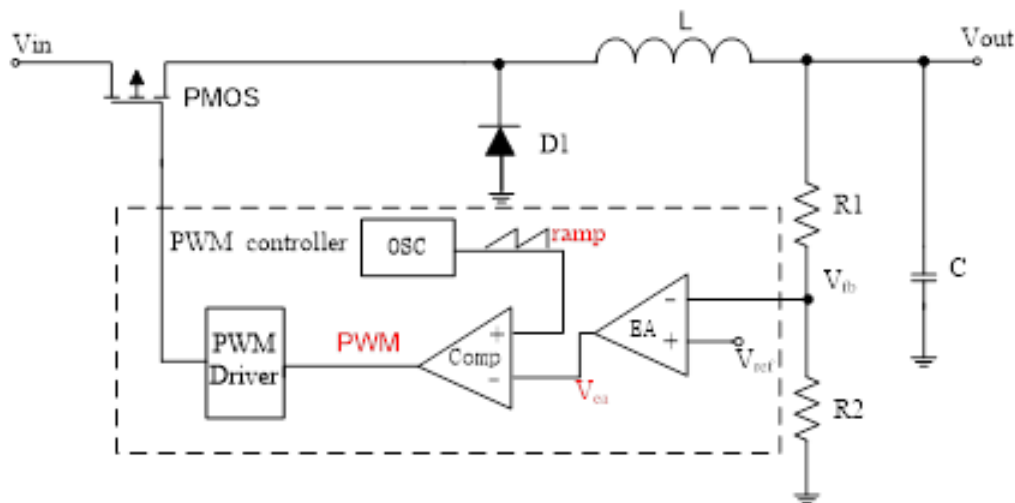 L
Vin
Vout
PMOS
D1
R1
PWM controller
OSC
ramp
Vfb
C
-
EA
+
Vref
PWM
Driver
PWM
+
Comp
-
Vea
R2